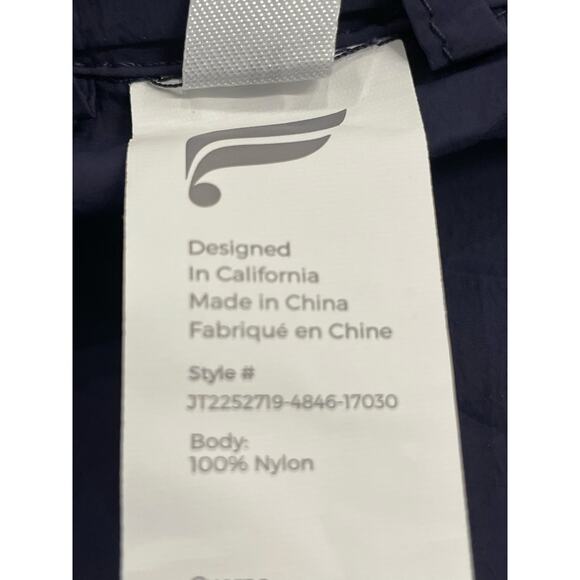 Designed
In California
Made in China
Fabriqué en Chine
Style #
JT2252719-4846-17030
Body:
100% Nylon